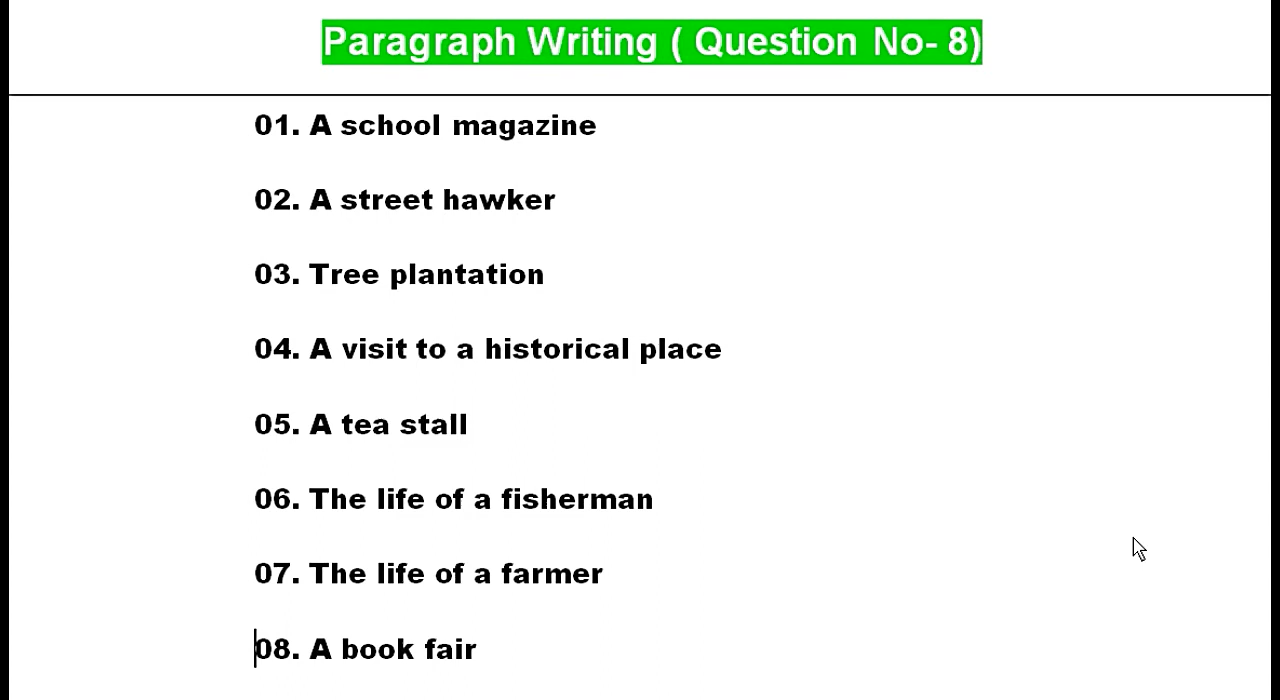 Paragraph Writing ( Question No- 8)
01. A school magazine
02. A street hawker
03. Tree plantation
04. A visit to a historical place
05. A tea stall
06. The life of a fisherman
07. The life of a farmer
08. A book fair